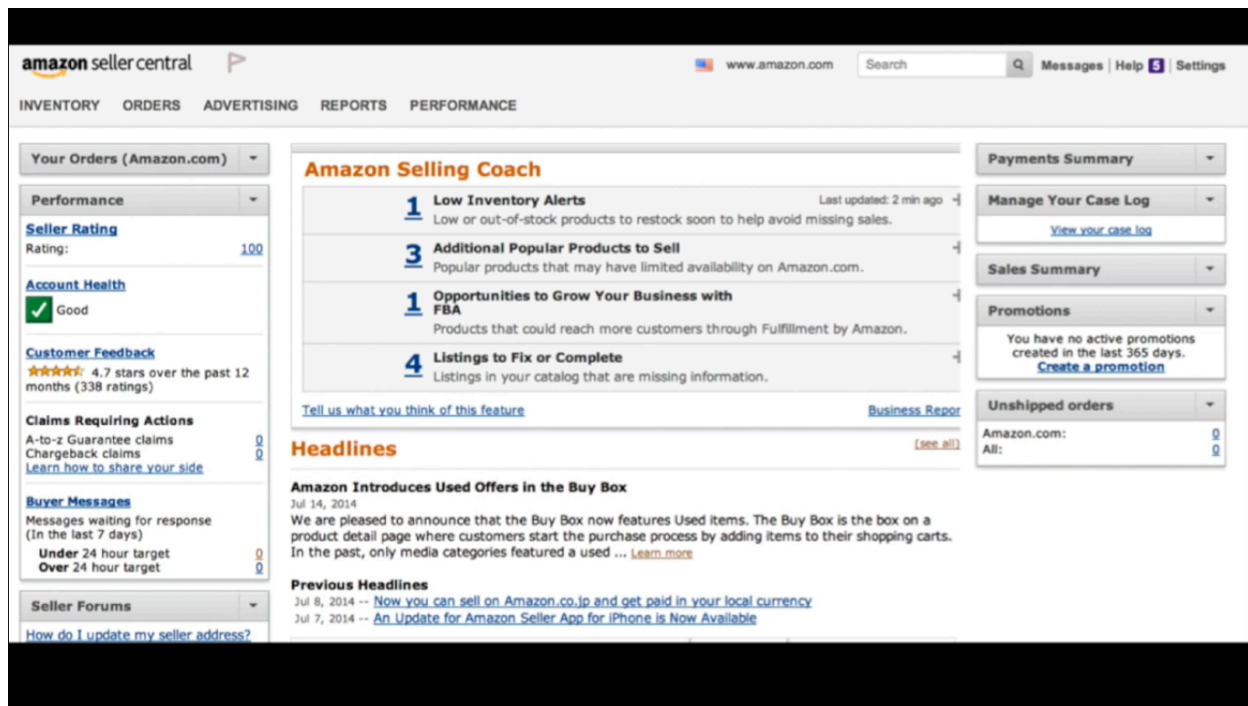 amazon seller central
www.amazon.com
Search
Messages | Help 5 | Settings
INVENTORY ORDERS ADVERTISING REPORTS PERFORMANCE
Your Orders (Amazon.com)
Performance
Seller Rating
Rating: 100
Account Health
Good
Customer Feedback
4.7 stars over the past 12
months (338 ratings)
Claims Requiring Actions
A-to-z Guarantee claims 0
Chargeback claims 0
Learn how to share your side
Buyer Messages
Messages waiting for response
(In the last 7 days)
Under 24 hour target 0
Over 24 hour target 0
Seller Forums
How do I update my seller address?
Amazon Selling Coach
1 Low Inventory Alerts Last updated: 2 min ago
Low or out-of-stock products to restock soon to help avoid missing sales.
3 Additional Popular Products to Sell
Popular products that may have limited availability on Amazon.com.
1 Opportunities to Grow Your Business with
FBA
Products that could reach more customers through Fulfillment by Amazon.
4 Listings to Fix or Complete
Listings in your catalog that are missing information.
Tell us what you think of this feature Business Repor
Headlines (see all)
Amazon Introduces Used Offers in the Buy Box
Jul 14, 2014
We are pleased to announce that the Buy Box now features Used items. The Buy Box is the box on a
product detail page where customers start the purchase process by adding items to their shopping carts.
In the past, only media categories featured a used ... Learn more
Previous Headlines
Jul 8, 2014 -- Now you can sell on Amazon.co.jp and get paid in your local currency
Jul 7, 2014 -- An Update for Amazon Seller App for iPhone is Now Available
Payments Summary
Manage Your Case Log
View your case log
Sales Summary
Promotions
You have no active promotions
created in the last 365 days.
Create a promotion
Unshipped orders
Amazon.com: 0
All: 0